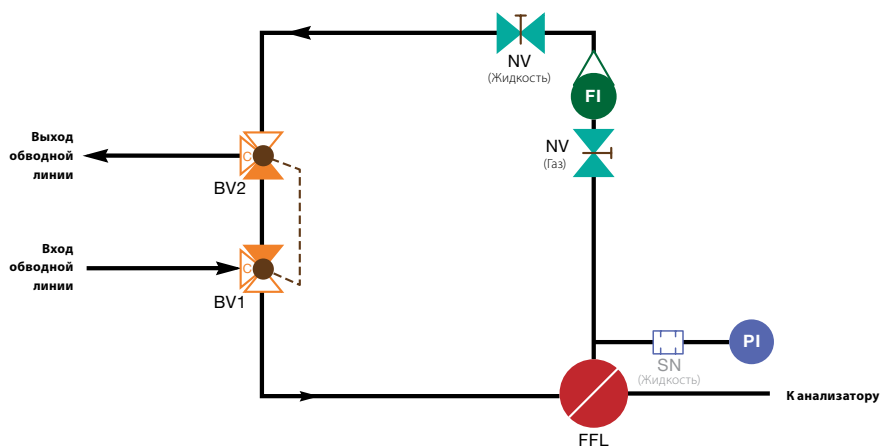 NV
(Жидкость)
FI
NV
(Газ)
Выход
обводной
линии
C
BV2
Вход
обводной
линии
C
BV1
PI
SN
(Жидкость)
К анализатору
FFL